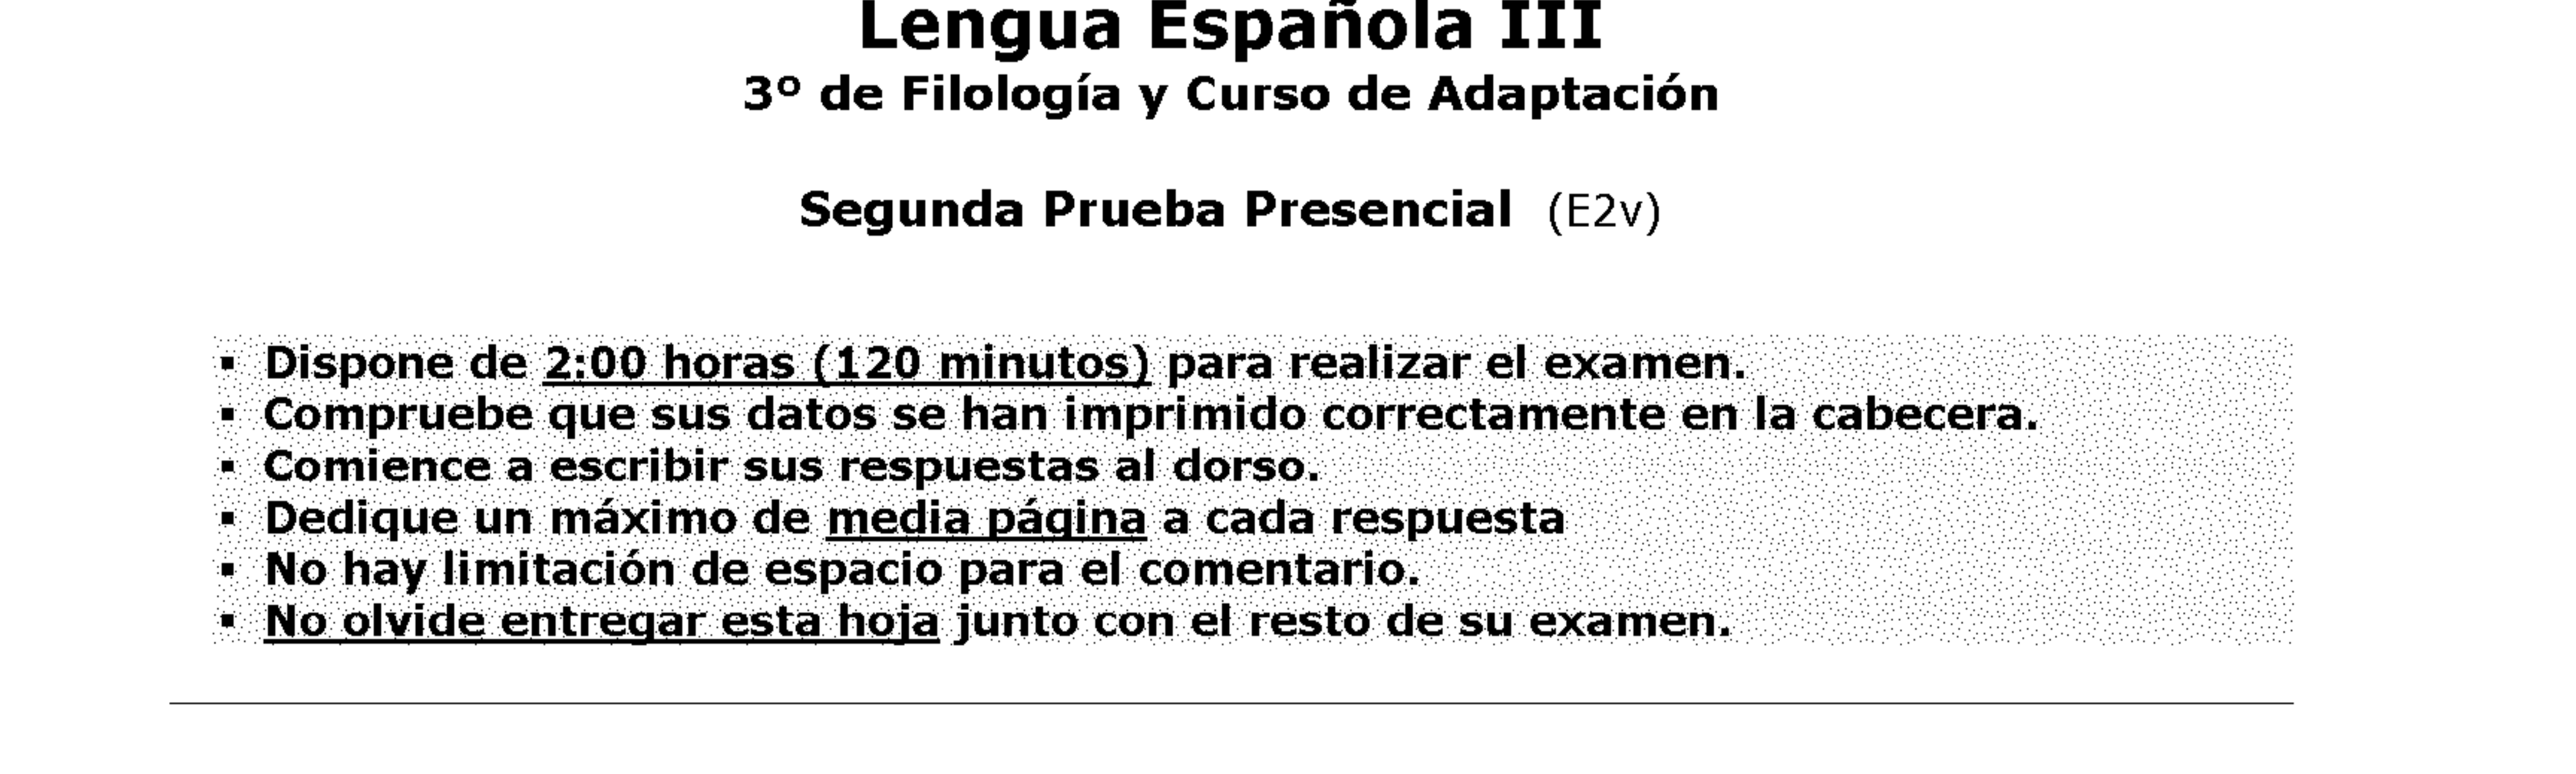 Lengua Española III
3º de Filología y Curso de Adaptación
Segunda Prueba Presencial (E2v)
▪ Dispone de 2:00 horas (120 minutos) para realizar el examen.
▪ Compruebe que sus datos se han imprimido correctamente en la cabecera.
▪ Comience a escribir sus respuestas al dorso.
▪ Dedique un máximo de media página a cada respuesta
▪ No hay limitación de espacio para el comentario.
▪ No olvide entregar esta hoja junto con el resto de su examen.